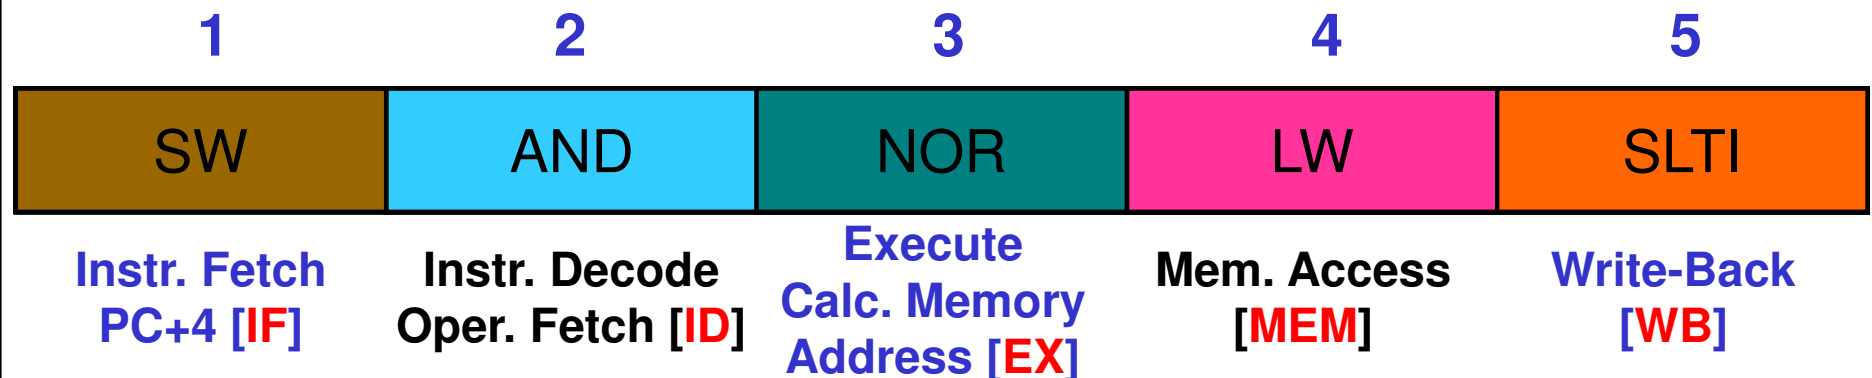 1 2 3 4 5
SW AND NOR LW SLTI
Instr. Fetch
PC+4 [IF]
Instr. Decode
Oper. Fetch [ID]
Execute
Calc. Memory
Address [EX]
Mem. Access
[MEM]
Write-Back
[WB]